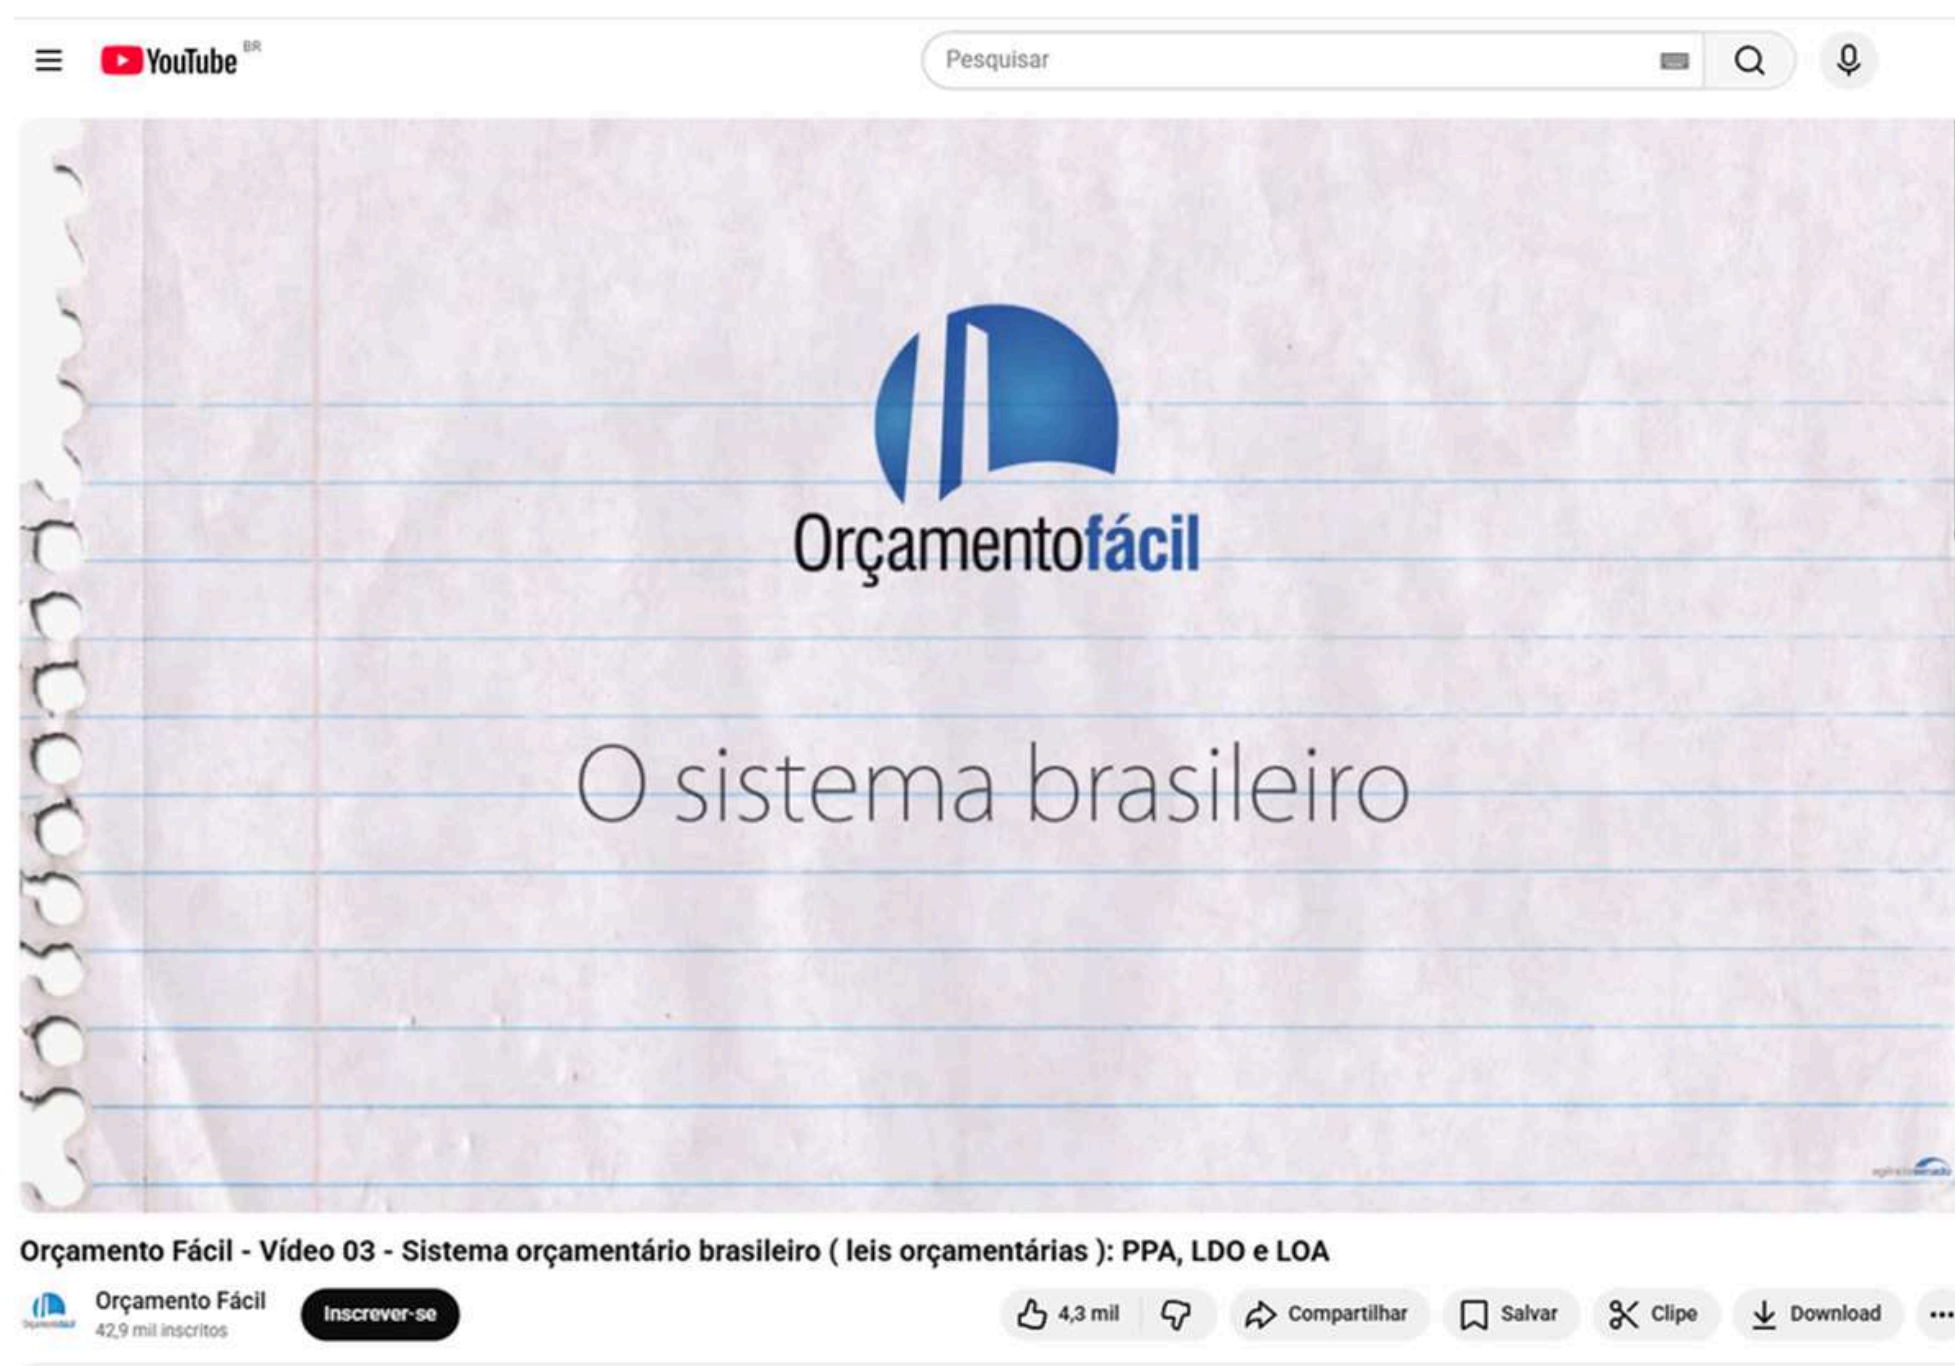 YouTube BR
Pesquisar
Orçamentofácil
O sistema brasileiro
agênciasenado
Orçamento Fácil - Vídeo 03 - Sistema orçamentário brasileiro ( leis orçamentárias ): PPA, LDO e LOA
Orçamento Fácil
42,9 mil inscritos
Inscrever-se
4,3 mil
Compartilhar
Salvar
Clipe
Download